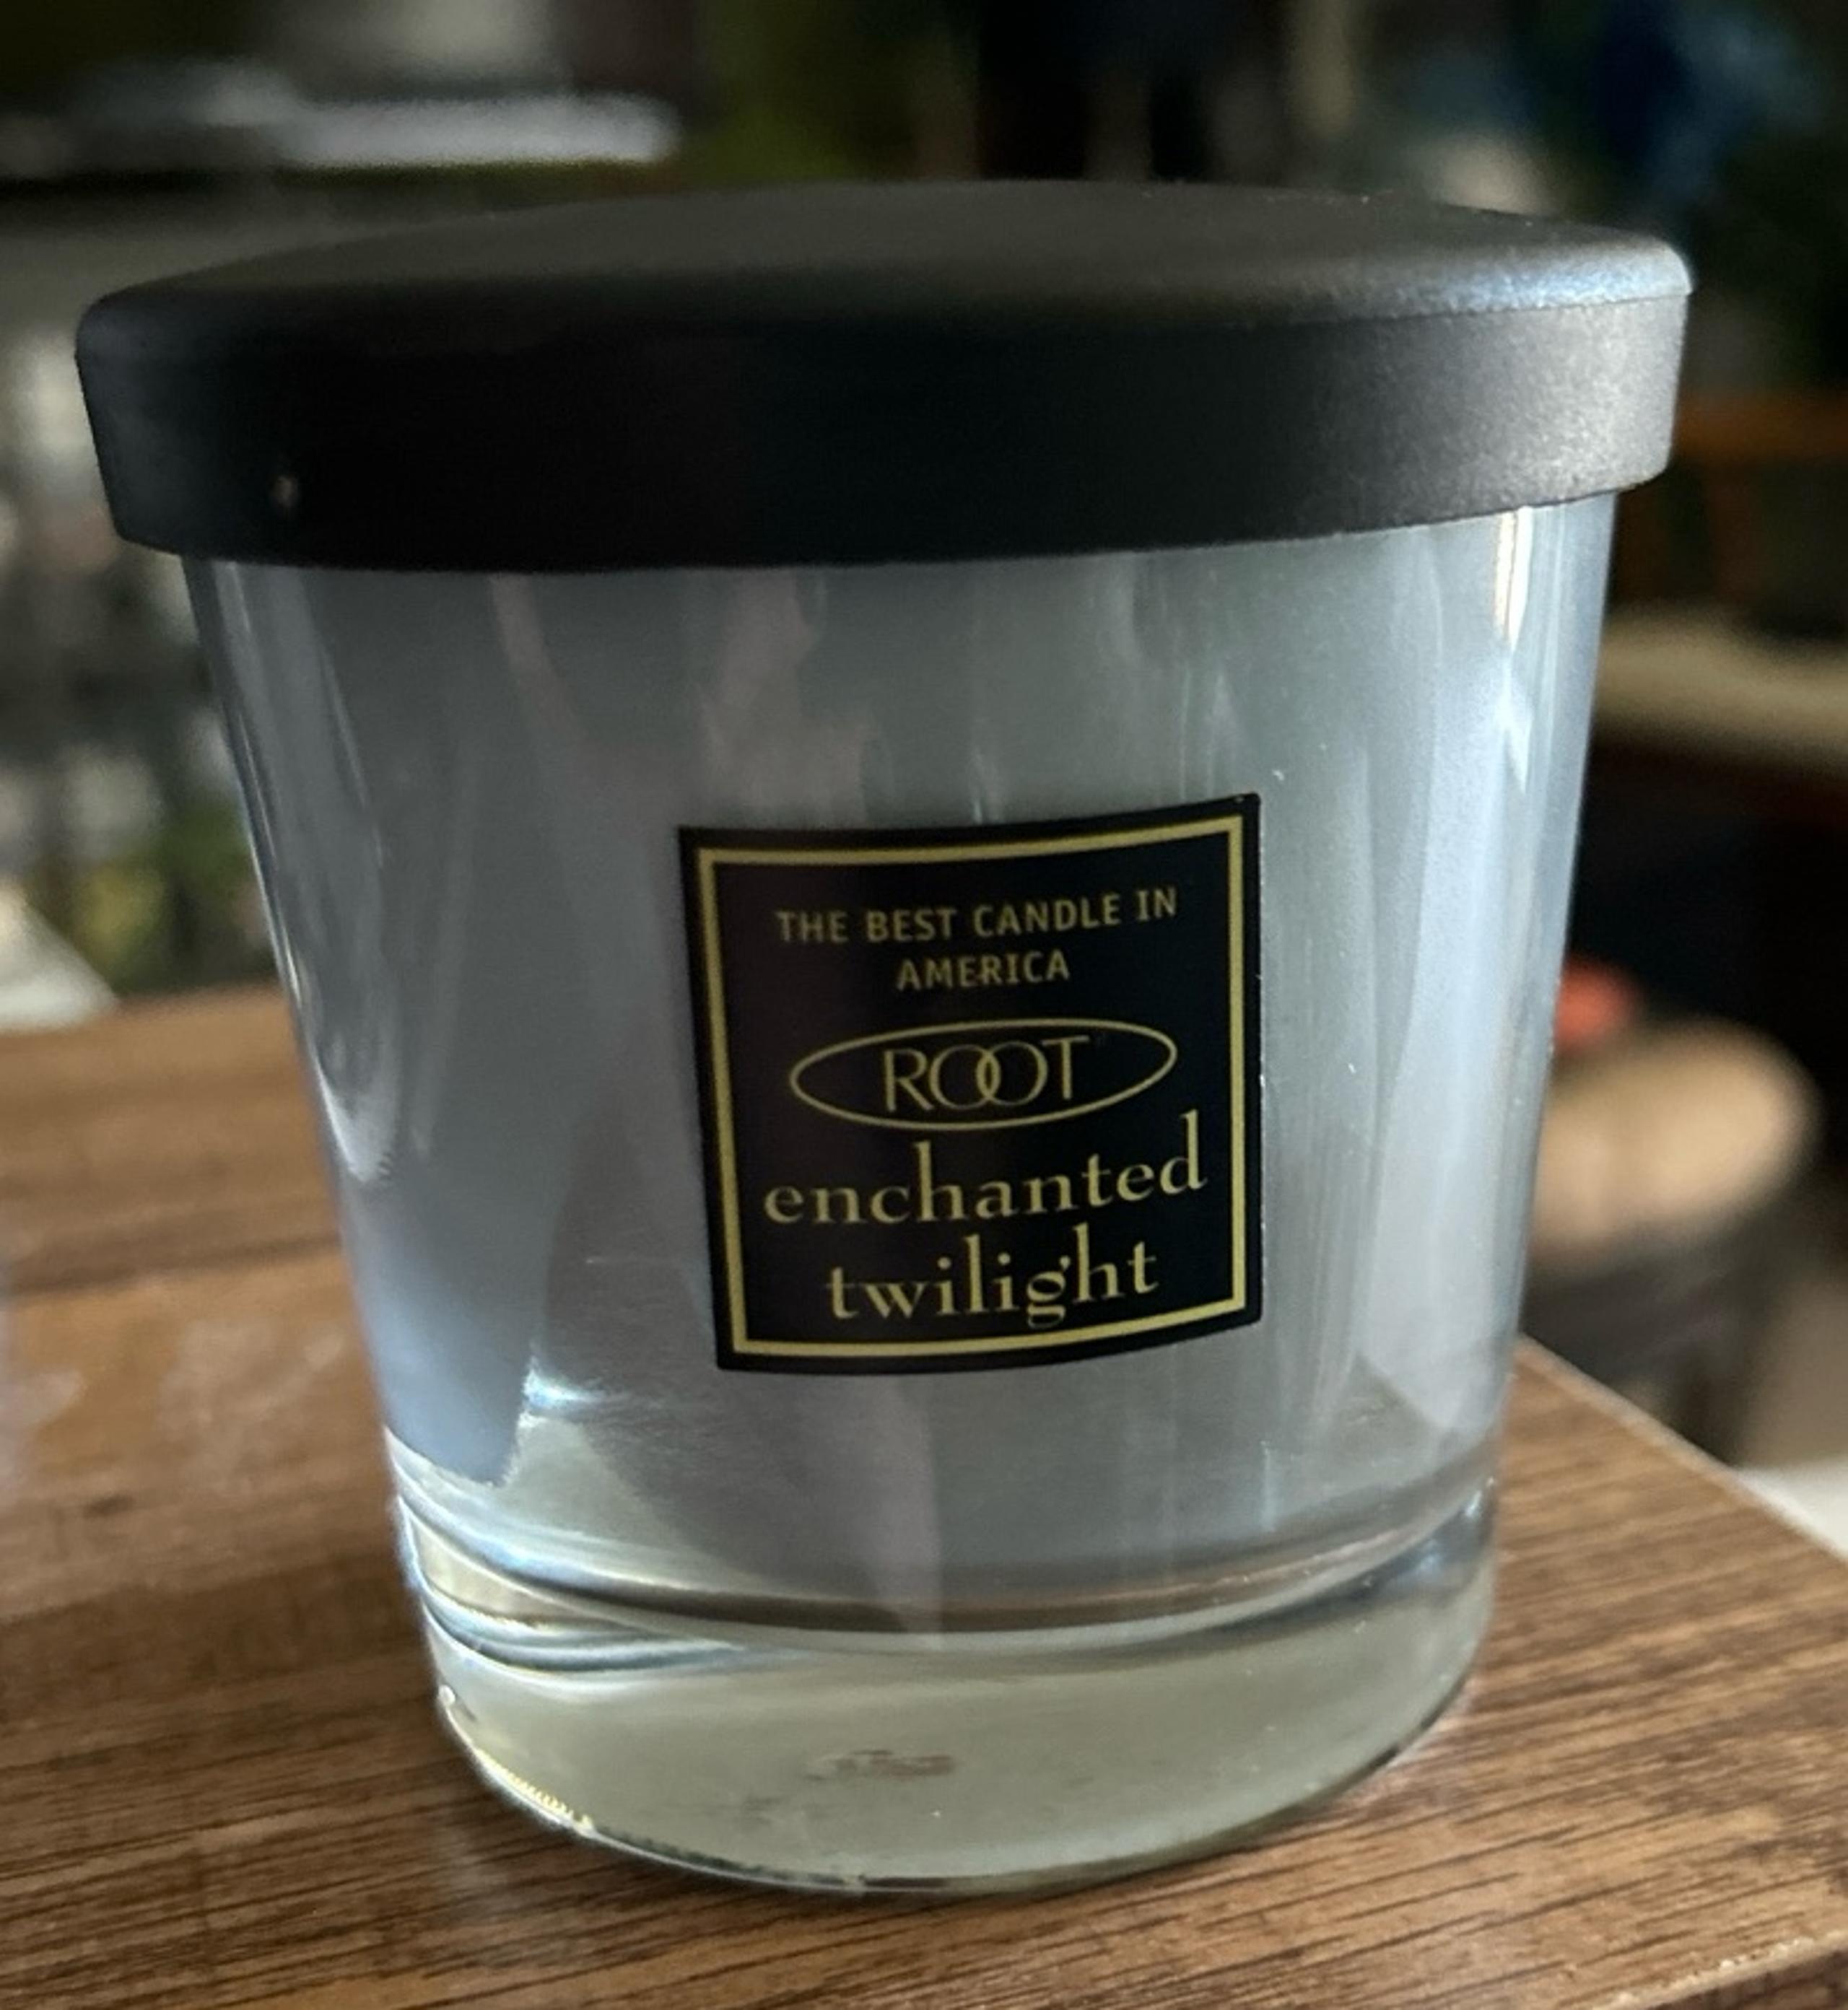 THE BEST CANDLE IN
AMERICA
ROOT
enchanted
twilight